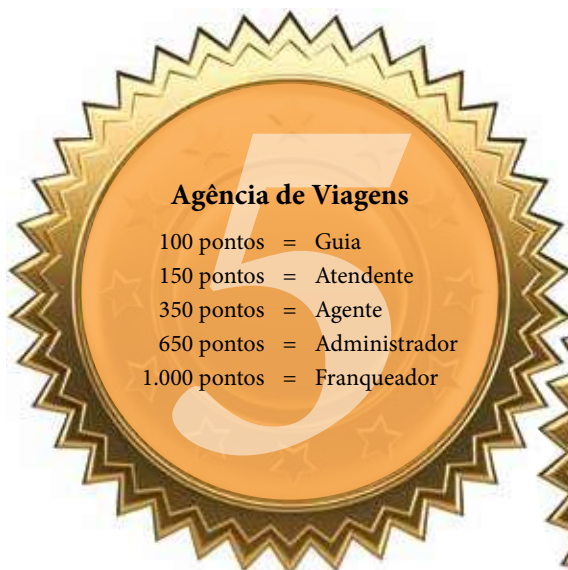 5
Agência de Viagens
100 pontos = Guia
150 pontos = Atendente
350 pontos = Agente
650 pontos = Administrador
1.000 pontos = Franqueador